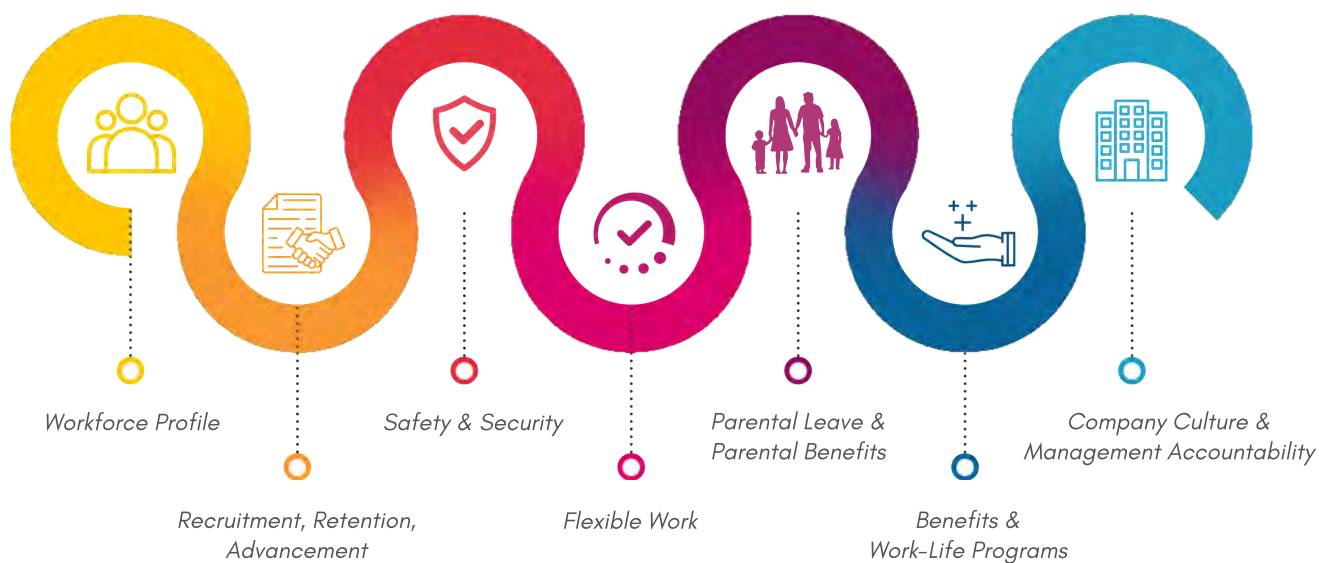 Workforce Profile
Recruitment, Retention,
Advancement
Safety & Security
Flexible Work
Parental Leave &
Parental Benefits
Benefits &
Work-Life Programs
Company Culture &
Management Accountability